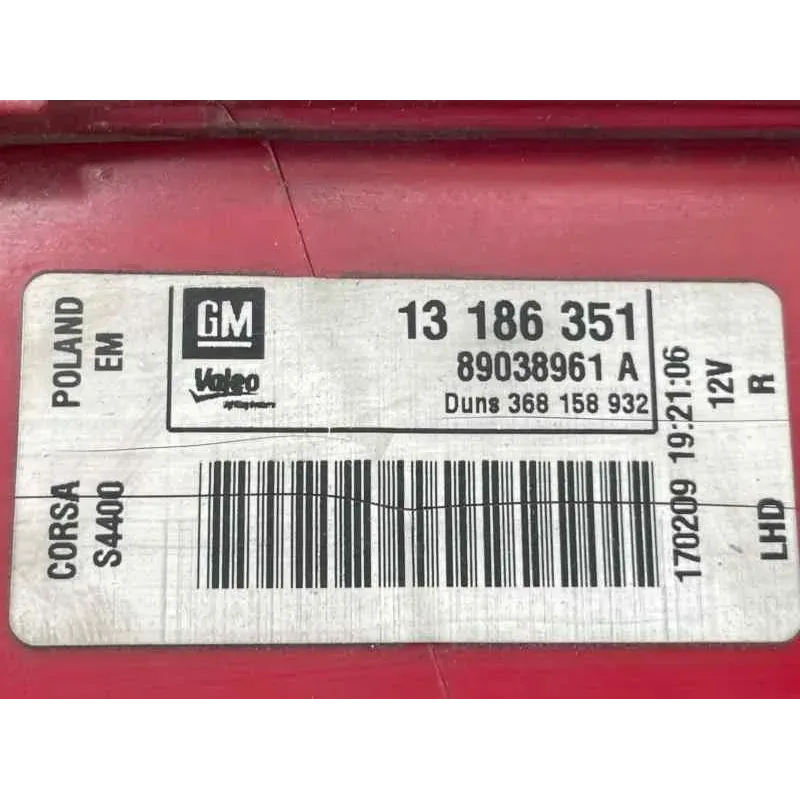 POLAND
EM
CORSA
S4400
GM
Valeo
13 186 351
89038961 A
Duns 368 158 932
170209 19:21:06
12V
R
LHD